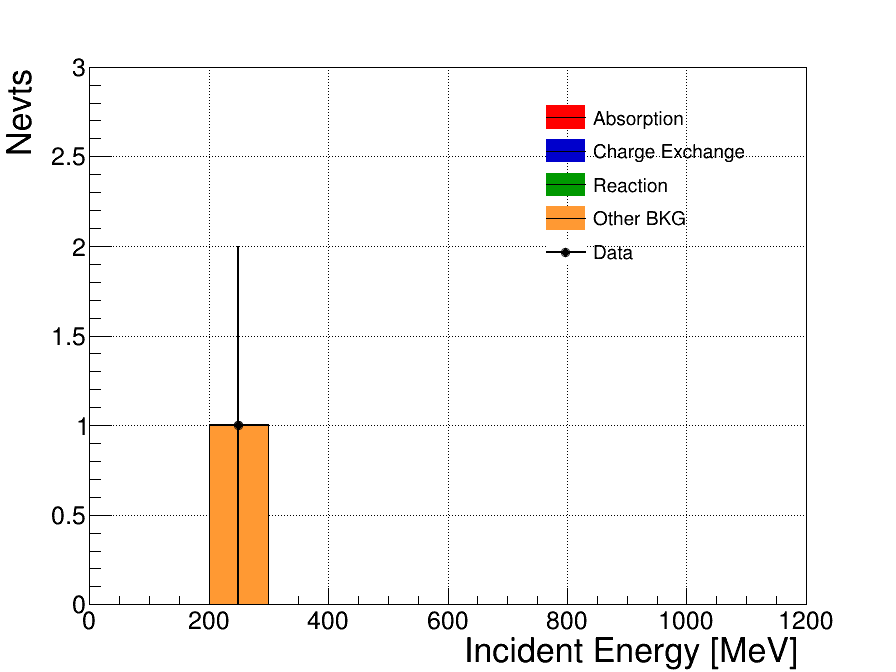 Nevts
3
2.5
2
1.5
1
0.5
0
Absorption
Charge Exchange
Reaction
Other BKG
Data
0 200 400 600 800 1000 1200
Incident Energy [MeV]